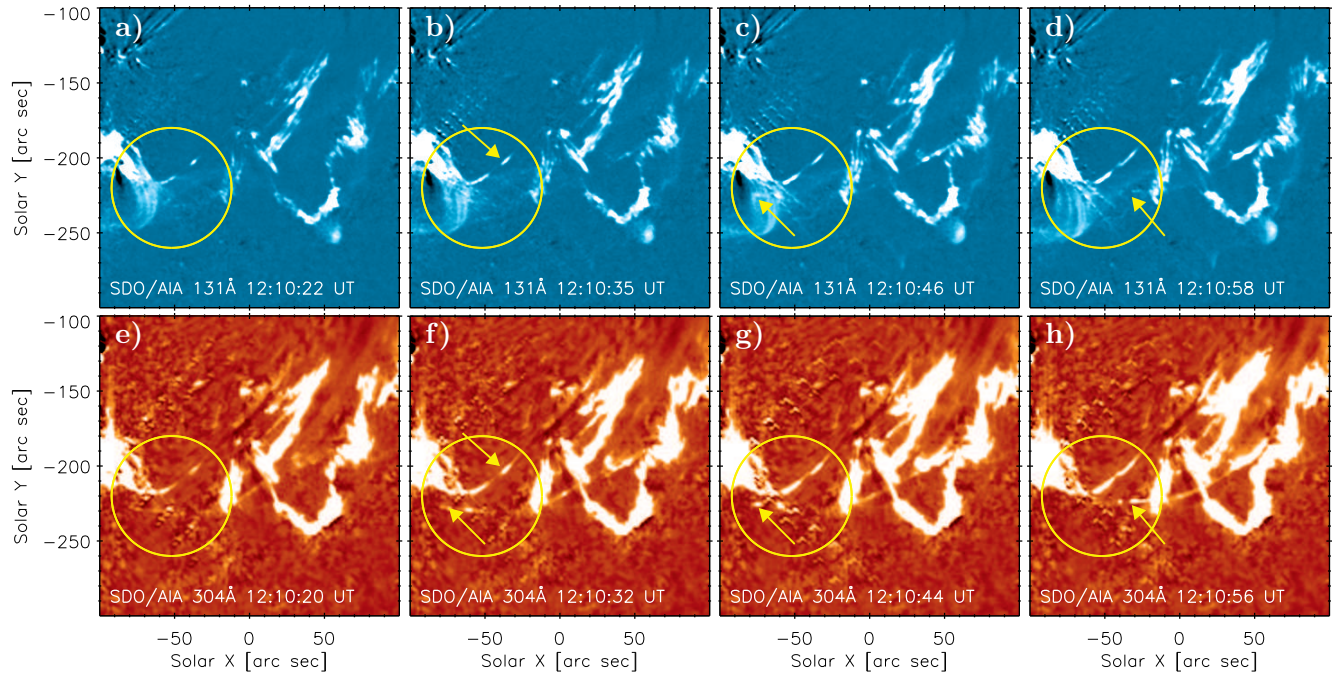 a) b) c) d)
−100
−150
−200
−250
Solar Y [arc sec]
SDO/AIA 131Å 12:10:22 UT
SDO/AIA 131Å 12:10:35 UT
SDO/AIA 131Å 12:10:46 UT
SDO/AIA 131Å 12:10:58 UT
e) f) g) h)
−100
−150
−200
−250
Solar Y [arc sec]
SDO/AIA 304Å 12:10:20 UT
SDO/AIA 304Å 12:10:32 UT
SDO/AIA 304Å 12:10:44 UT
SDO/AIA 304Å 12:10:56 UT
−50 0 50
−50 0 50
−50 0 50
−50 0 50
Solar X [arc sec]
Solar X [arc sec]
Solar X [arc sec]
Solar X [arc sec]